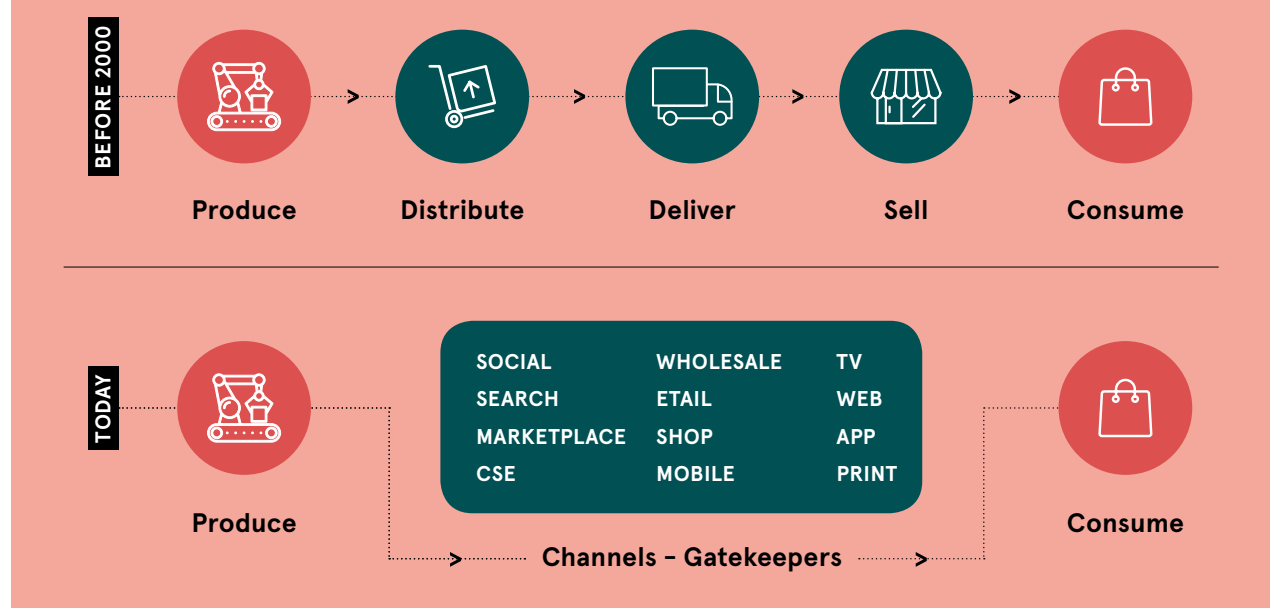 BEFORE 2000
Produce
Distribute
Deliver
Sell
Consume
TODAY
SOCIAL WHOLESALE TV
SEARCH ETAIL WEB
MARKETPLACE SHOP APP
CSE MOBILE PRINT
Produce
Consume
Channels - Gatekeepers